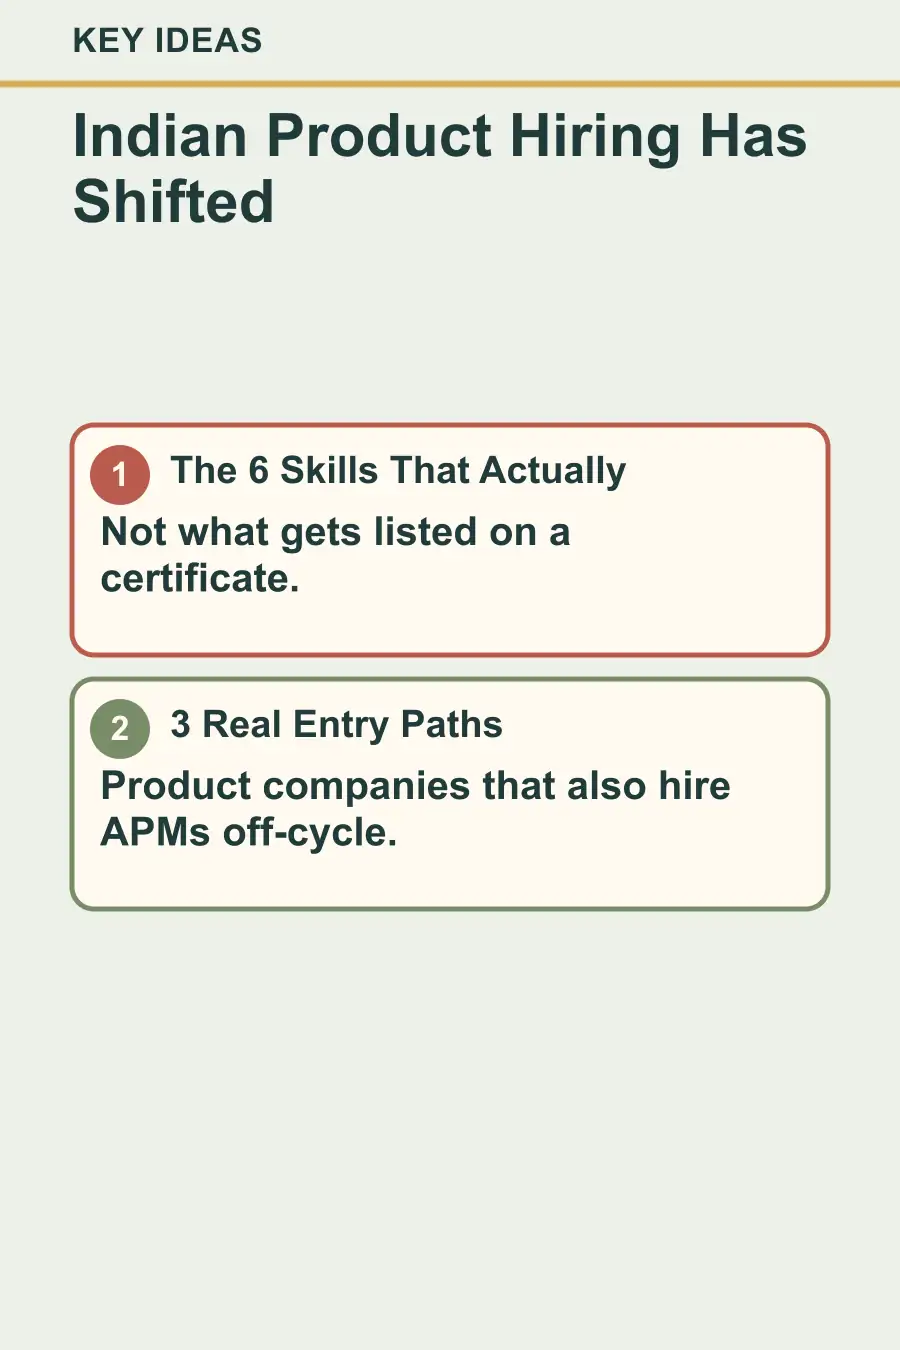 KEY IDEAS
Indian Product Hiring Has
Shifted
1 The 6 Skills That Actually
Not what gets listed on a
certificate.
2 3 Real Entry Paths
Product companies that also hire
APMs off-cycle.